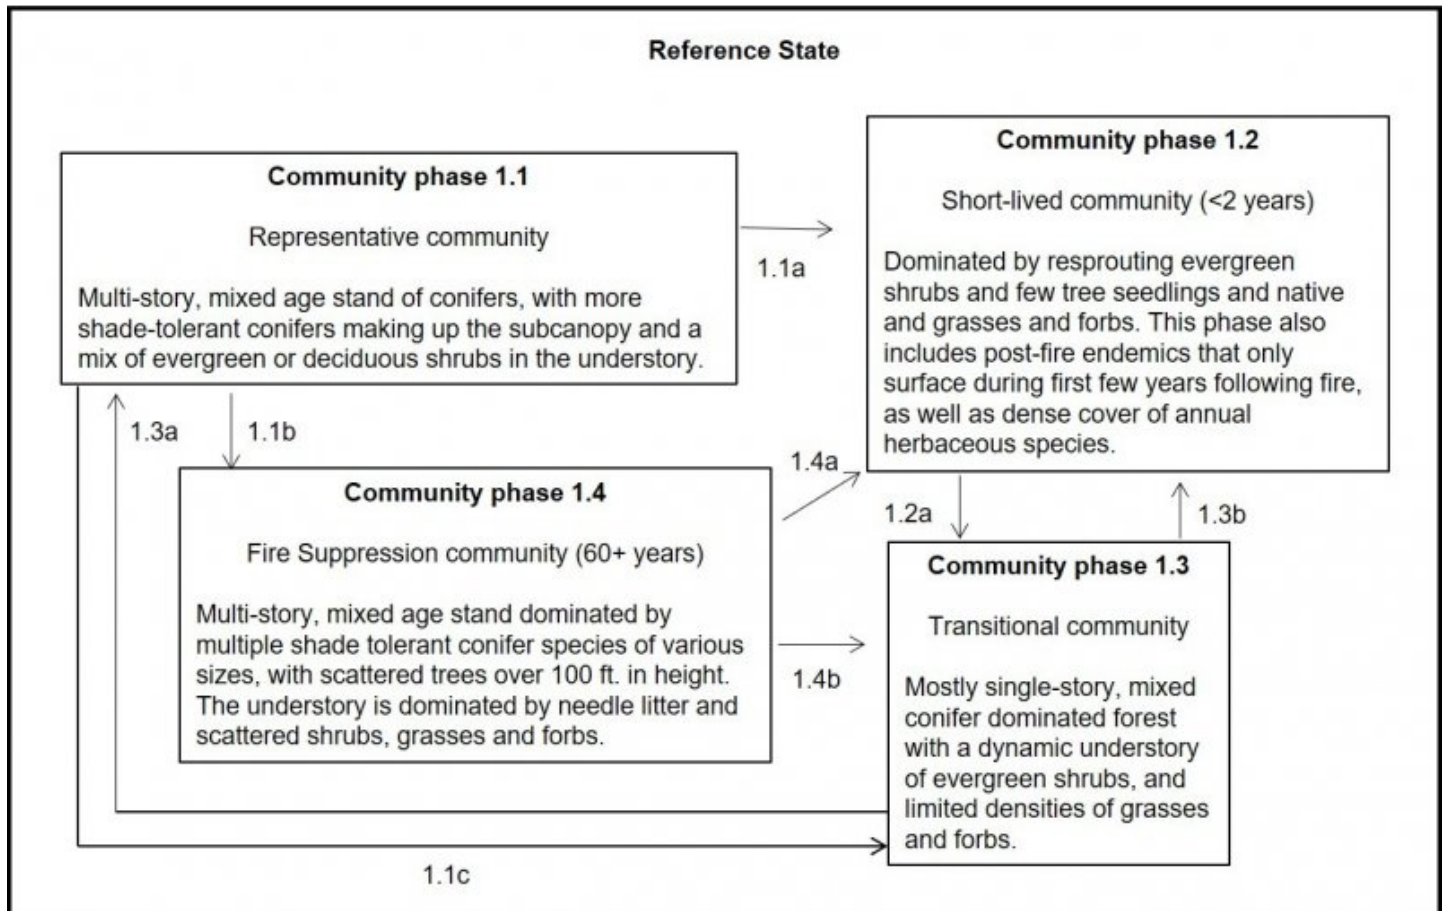 Reference State
Community phase 1.1
Representative community
Multi-story, mixed age stand of conifers, with more
shade-tolerant conifers making up the subcanopy and a
mix of evergreen or deciduous shrubs in the understory.
1.1a
Community phase 1.2
Short-lived community (<2 years)
Dominated by resprouting evergreen
shrubs and few tree seedlings and native
and grasses and forbs. This phase also
includes post-fire endemics that only
surface during first few years following fire,
as well as dense cover of annual
herbaceous species.
1.3a
1.1b
1.4a
1.2a
1.3b
Community phase 1.4
Fire Suppression community (60+ years)
Multi-story, mixed age stand dominated by
multiple shade tolerant conifer species of various
sizes, with scattered trees over 100 ft. in height.
The understory is dominated by needle litter and
scattered shrubs, grasses and forbs.
1.4b
Community phase 1.3
Transitional community
Mostly single-story, mixed
conifer dominated forest
with a dynamic understory
of evergreen shrubs, and
limited densities of grasses
and forbs.
1.1c